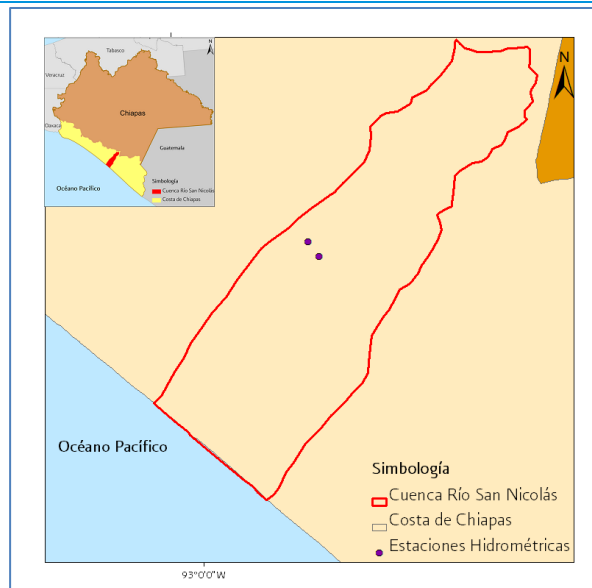 Tabasco
N
Veracruz
Chiapas
Oaxaca
Guatemala
Océano Pacífico
Simbología
Cuenca Río San Nicolás
Costa de Chiapas
N
Océano Pacífico
Simbología
Cuenca Río San Nicolás
Costa de Chiapas
Estaciones Hidrométricas
93°0'0"W